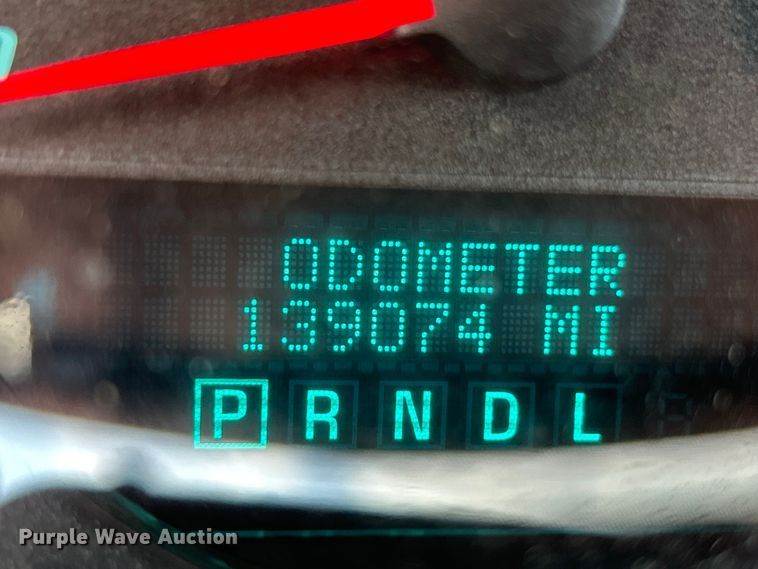 ODOMETER
139074 MI
P R N D L
Purple Wave Auction